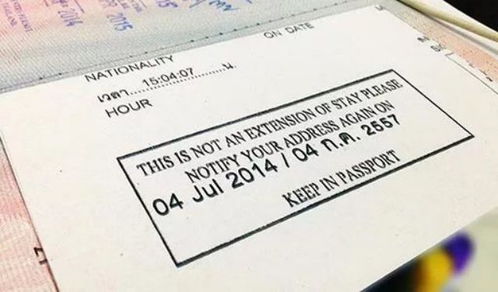 2015
ON DATE
NATIONALITY
เวลา......15:04:07............น.
HOUR
THIS IS NOT AN EXTENSION OF STAY PLEASE
NOTIFY YOUR ADDRESS AGAIN ON
04 Jul 2014 / 04 ก.ค. 2557
KEEP IN PASSPORT